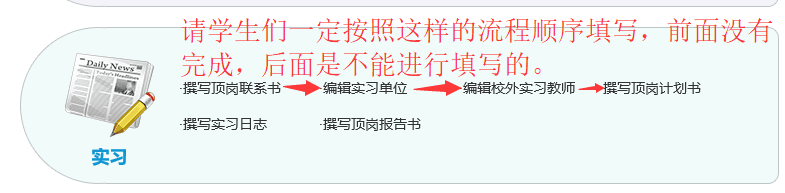 请学生们一定按照这样的流程顺序填写，前面没有
完成，后面是不能进行填写的。
Daily News
Today's Headlines
·撰写顶岗联系书 ·编辑实习单位 ·编辑校外实习教师 ·撰写顶岗计划书
·撰写实习日志 ·撰写顶岗报告书
实习